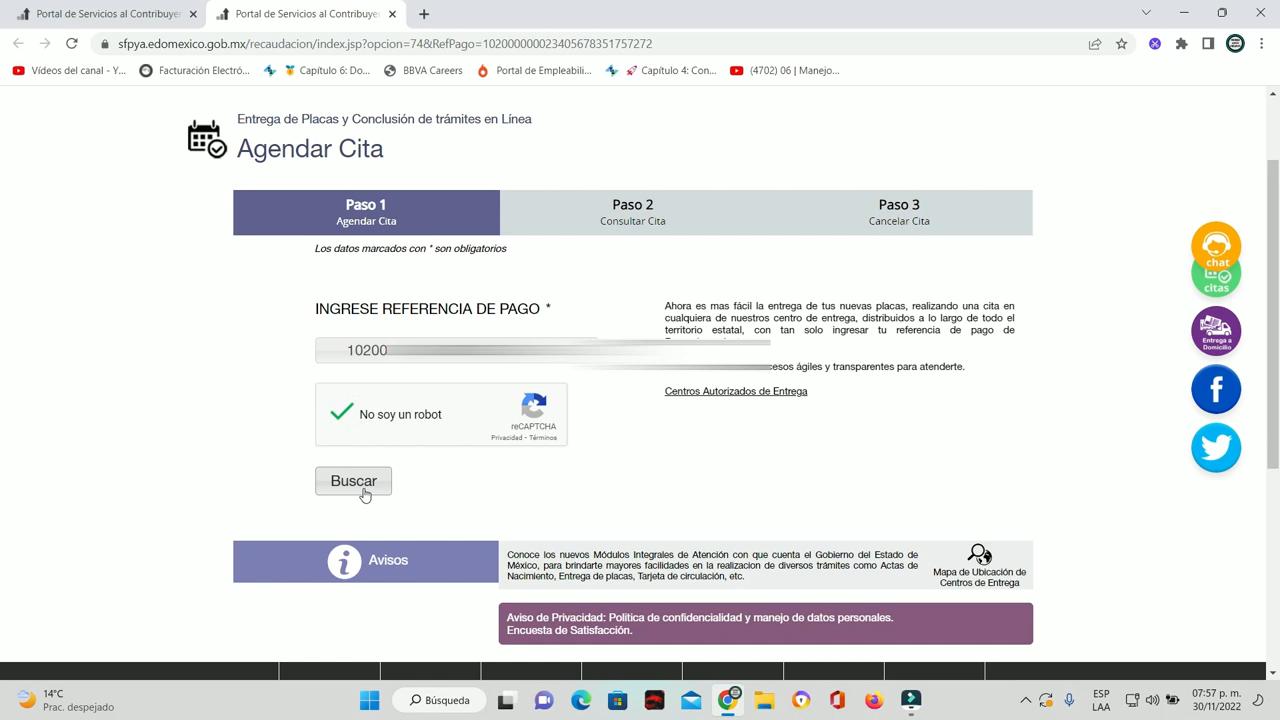 Portal de Servicios al Contribuye
Portal de Servicios al Contribuye
sfpya.edomexico.gob.mx/recaudacion/index.jsp?opcion=74&RefPago=102000000023405678351757272
Vídeos del canal - Y...
Facturación Electró...
Capítulo 6: Do...
BBVA Careers
Portal de Empleabili...
Capítulo 4: Con...
(4702) 06 | Manejo...
Entrega de Placas y Conclusión de trámites en Línea
Agendar Cita
Paso 1
Agendar Cita
Paso 2
Consultar Cita
Paso 3
Cancelar Cita
Los datos marcados con * son obligatorios
INGRESE REFERENCIA DE PAGO *
10200
No soy un robot
reCAPTCHA
Privacidad - Términos
Buscar
Ahora es mas fácil la entrega de tus nuevas placas, realizando una cita en
cualquiera de nuestros centro de entrega, distribuidos a lo largo de todo el
territorio estatal, con tan solo ingresar tu referencia de pago de
esos ágiles y transparentes para atenderte.
Centros Autorizados de Entrega
chat
citas
Entrega a
Domicilio
Avisos
Conoce los nuevos Módulos Integrales de Atención con que cuenta el Gobierno del Estado de
México, para brindarte mayores facilidades en la realizacion de diversos trámites como Actas de
Nacimiento, Entrega de placas, Tarjeta de circulación, etc.
Mapa de Ubicación de
Centros de Entrega
Aviso de Privacidad: Política de confidencialidad y manejo de datos personales.
Encuesta de Satisfacción.
14°C
Prac. despejado
Búsqueda
ESP
LAA
07:57 p. m.
30/11/2022